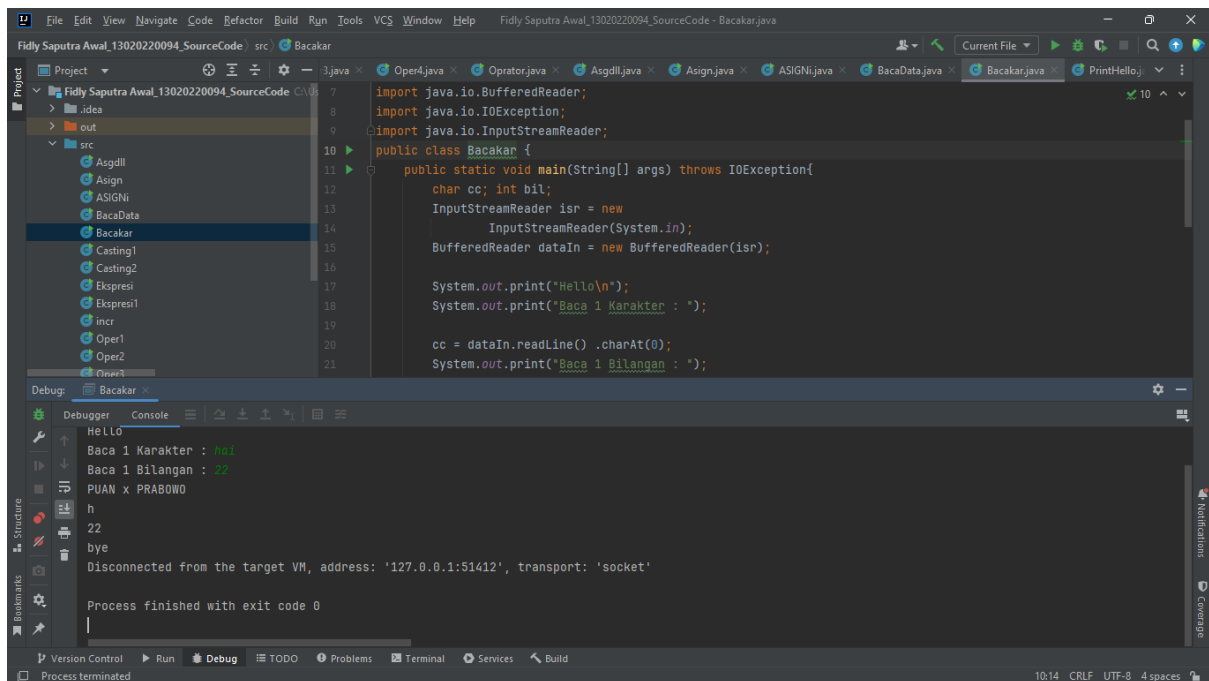 File Edit View Navigate Code Refactor Build Run Tools VCS Window Help Fidly Saputra Awal_13020220094_SourceCode - Bacakar.java
Fidly Saputra Awal_13020220094_SourceCode src Bacakar Current File
Project 3.java Oper4.java Oprator.java Asgdll.java Asign.java ASIGNi.java BacaData.java Bacakar.java PrintHello.j
Project
Fidly Saputra Awal_13020220094_SourceCode
.idea
out
src
Asgdll
Asign
ASIGNi
BacaData
Bacakar
Casting1
Casting2
Ekspresi
Ekspresi1
incr
Oper1
Oper2
Oper3
10
7 import java.io.BufferedReader;
8 import java.io.IOException;
9 import java.io.InputStreamReader;
10 public class Bacakar {
11 public static void main(String[] args) throws IOException{
12 char cc; int bil;
13 InputStreamReader isr = new
14 InputStreamReader(System.in);
15 BufferedReader dataIn = new BufferedReader(isr);
16
17 System.out.print("Hello\n");
18 System.out.print("Baca 1 Karakter : ");
19
20 cc = dataIn.readLine() .charAt(0);
21 System.out.print("Baca 1 Bilangan : ");
Debug: Bacakar
Debugger Console
Hello
Baca 1 Karakter : hai
Baca 1 Bilangan : 22
PUAN x PRABOWO
h
22
bye
Disconnected from the target VM, address: '127.0.0.1:51412', transport: 'socket'
Process finished with exit code 0
Structure
Bookmarks
Notifications
Coverage
Version Control Run Debug TODO Problems Terminal Services Build
Process terminated 10:14 CRLF UTF-8 4 spaces